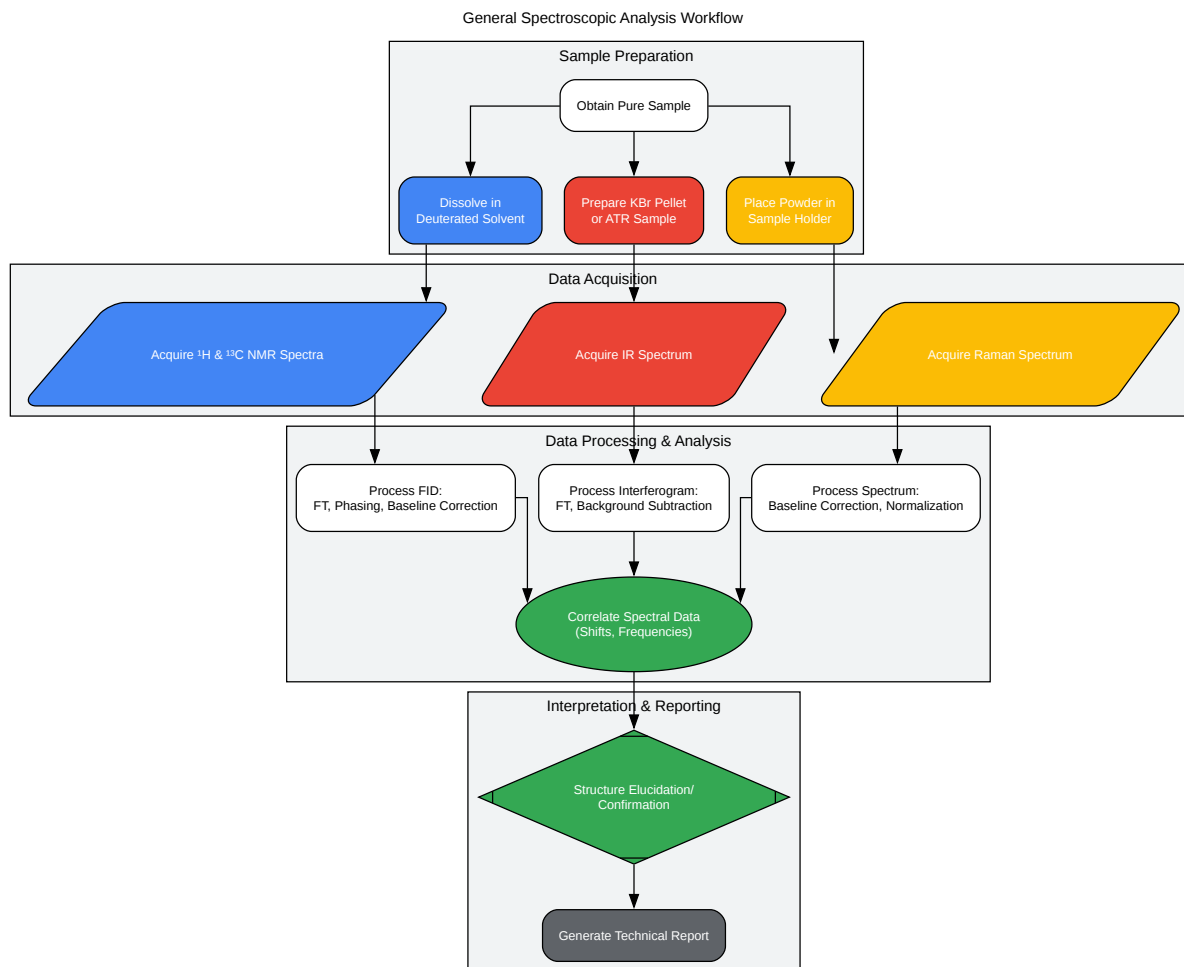 General Spectroscopic Analysis Workflow
Sample Preparation
Obtain Pure Sample
Dissolve in
Deuterated Solvent
Prepare KBr Pellet
or ATR Sample
Place Powder in
Sample Holder
Data Acquisition
Acquire ¹H & ¹³C NMR Spectra
Acquire IR Spectrum
Acquire Raman Spectrum
Data Processing & Analysis
Process FID:
FT, Phasing, Baseline Correction
Process Interferogram:
FT, Background Subtraction
Process Spectrum:
Baseline Correction, Normalization
Correlate Spectral Data
(Shifts, Frequencies)
Interpretation & Reporting
Structure Elucidation/
Confirmation
Generate Technical Report